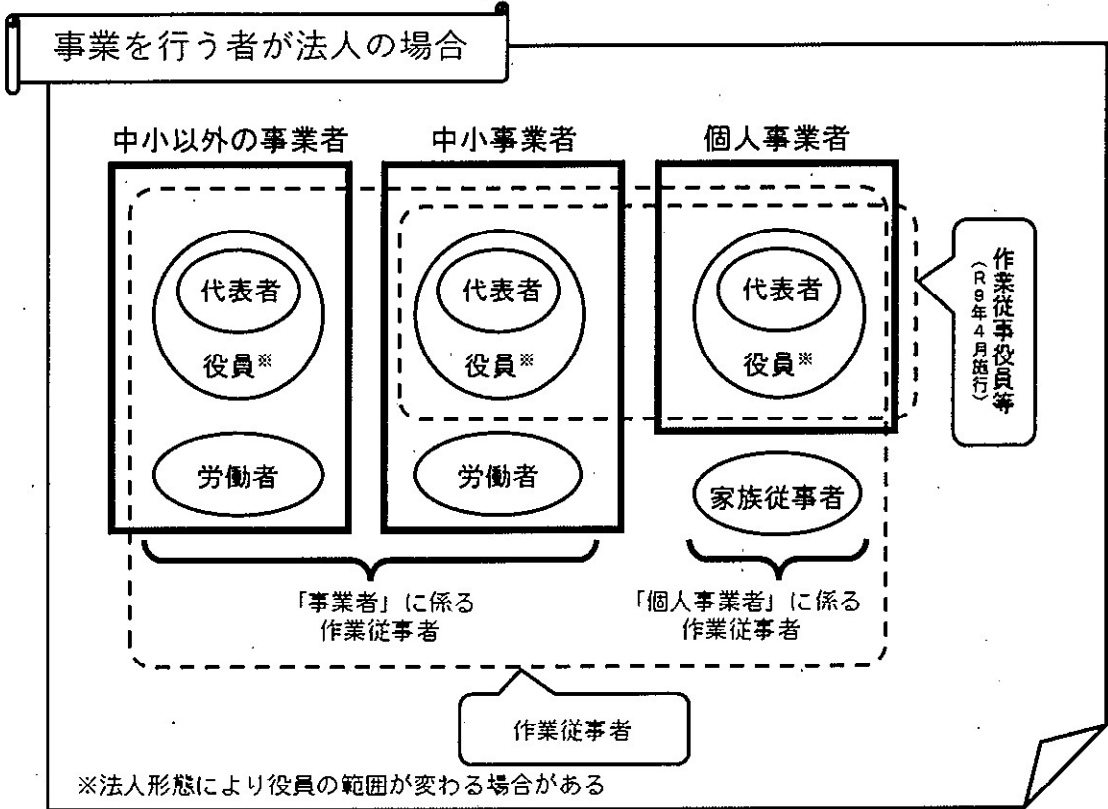 事業を行う者が法人の場合
中小以外の事業者
中小事業者
個人事業者
代表者
役員※
労働者
代表者
役員※
労働者
代表者
役員※
家族従事者
作業従事役員等
（R9年4月施行）
「事業者」に係る
作業従事者
「個人事業者」に係る
作業従事者
作業従事者
※法人形態により役員の範囲が変わる場合がある